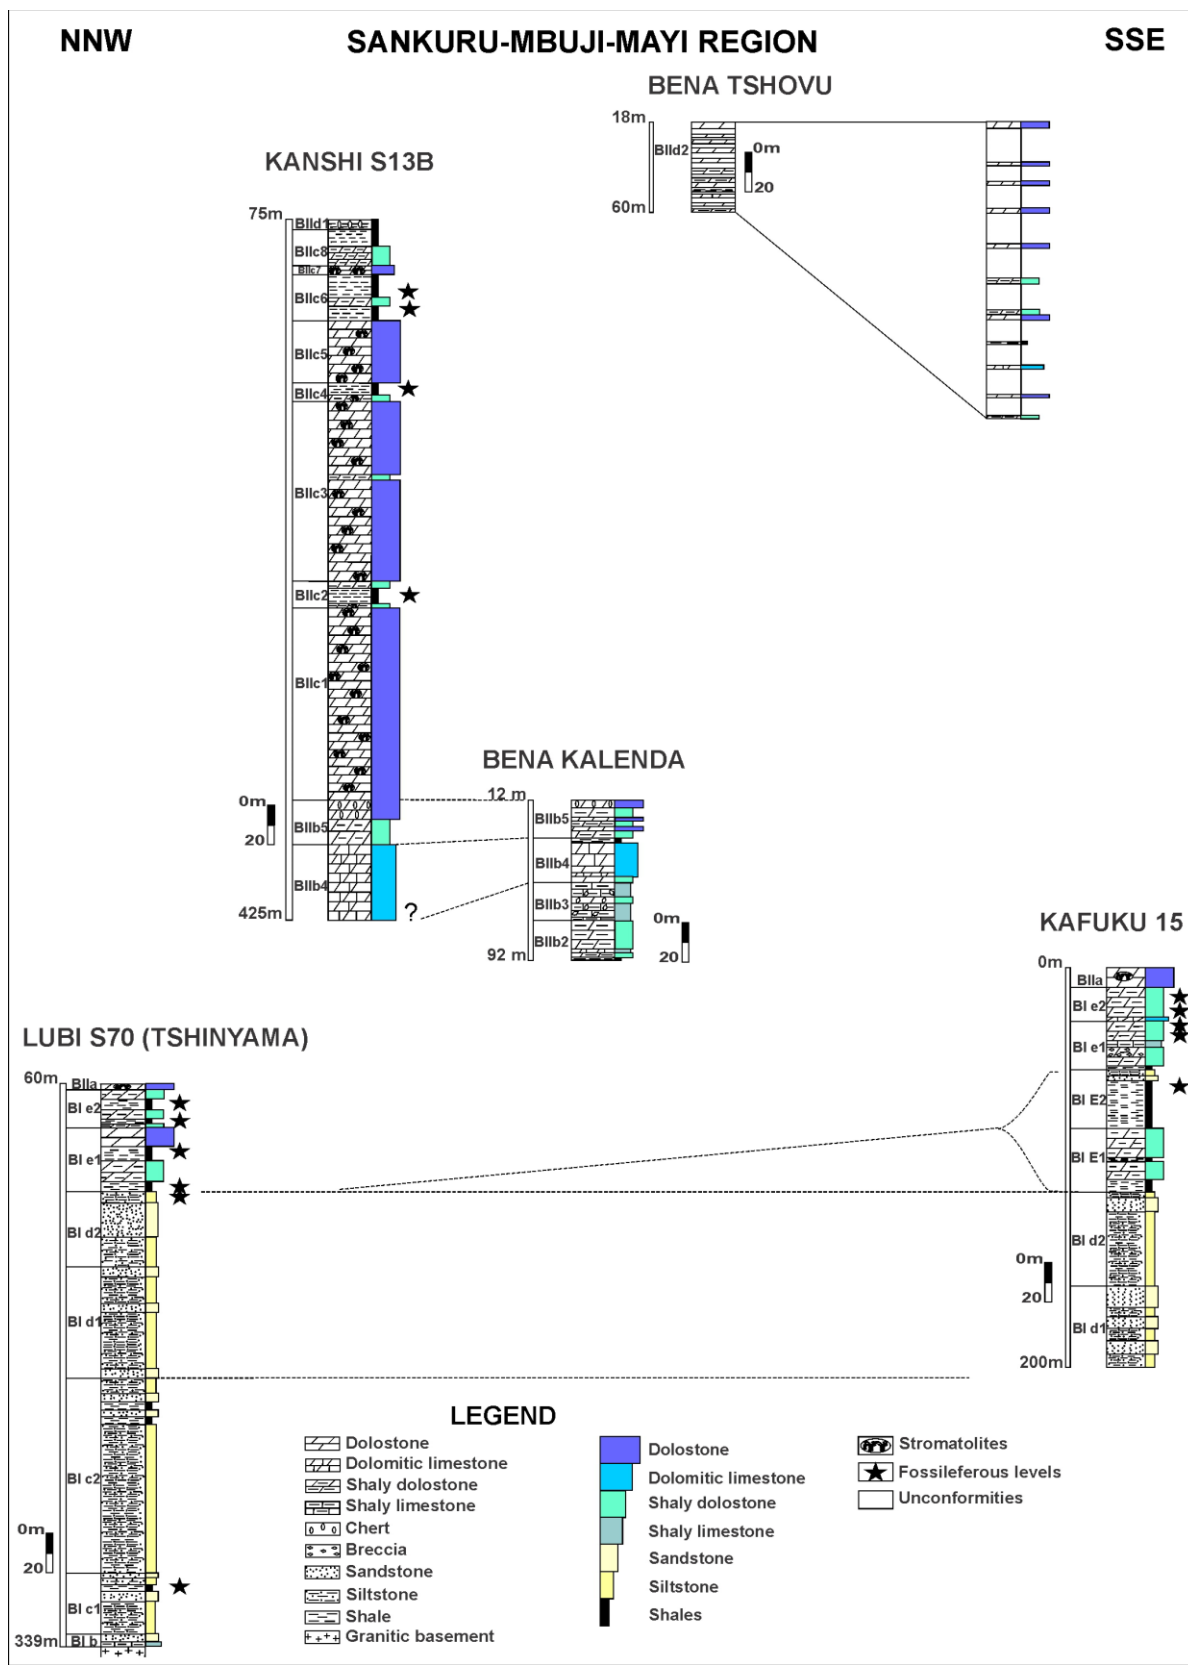 NNW SANKURU-MBUJI-MAYI REGION SSE
BENA TSHOVU
18m
BIId2
0m
20
60m
KANSHI S13B
75m
BIId1
BIIc8
BIIc7
BIIc6
BIIc5
BIIc4
BIIc3
BIIc2
BIIc1
0m
20
BIIb5
BIIb4
425m
?
BENA KALENDA
12 m
BIIb5
BIIb4
BIIb3
BIIb2
0m
20
92 m
KAFUKU 15
0m
BIIa
BI e2
BI e1
BI E2
BI E1
BI d2
0m
20
BI d1
200m
LUBI S70 (TSHINYAMA)
60m
BIIa
BI e2
BI e1
BI d2
BI d1
BI c2
0m
20
BI c1
BI b
339m
LEGEND
Dolostone
Dolomitic limestone
Shaly dolostone
Shaly limestone
Chert
Breccia
Sandstone
Siltstone
Shale
Granitic basement
Dolostone
Dolomitic limestone
Shaly dolostone
Shaly limestone
Sandstone
Siltstone
Shales
Stromatolites
Fossileferous levels
Unconformities